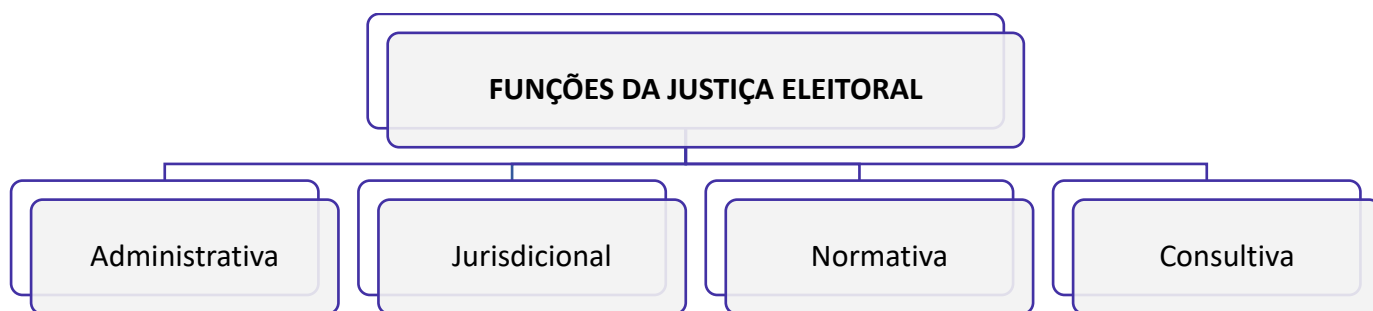 FUNÇÕES DA JUSTIÇA ELEITORAL
Administrativa
Jurisdicional
Normativa
Consultiva